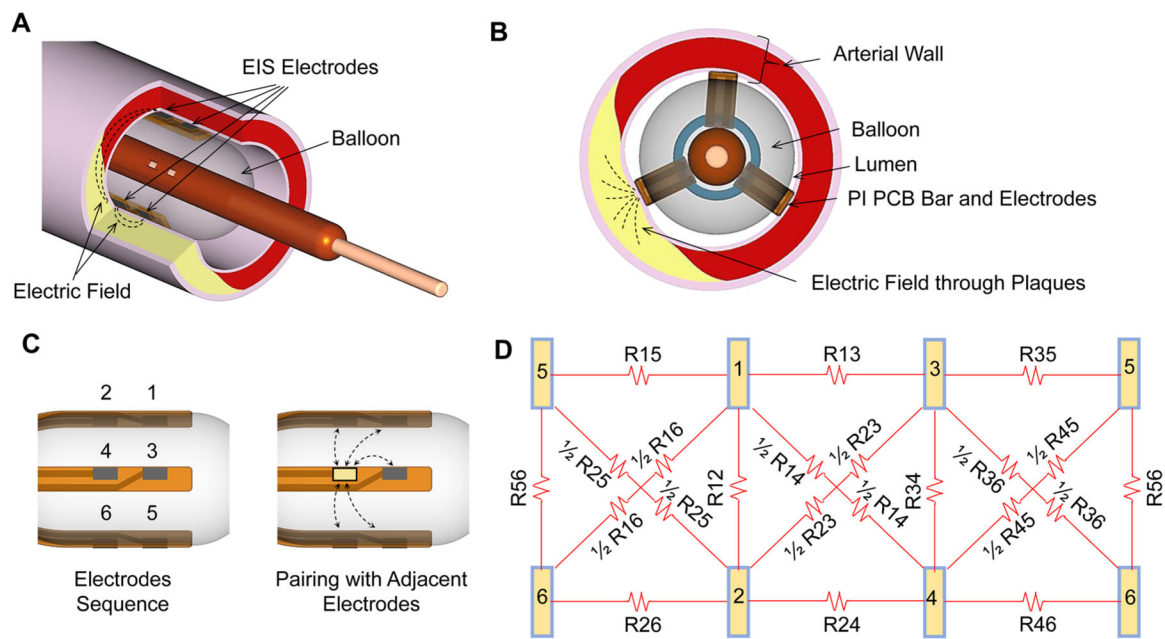 A
EIS Electrodes
Balloon
Electric Field
B
Arterial Wall
Balloon
Lumen
PI PCB Bar and Electrodes
Electric Field through Plaques
C
2 1
4 3
6 5
Electrodes
Sequence
Pairing with Adjacent
Electrodes
D
R15 R13 R35
5 1 3 5
½ R25 ½ R16 ½ R14 ½ R23 ½ R36 ½ R45
R56 R12 R34 R56
½ R16 ½ R25 ½ R23 ½ R14 ½ R45 ½ R36
6 2 4 6
R26 R24 R46